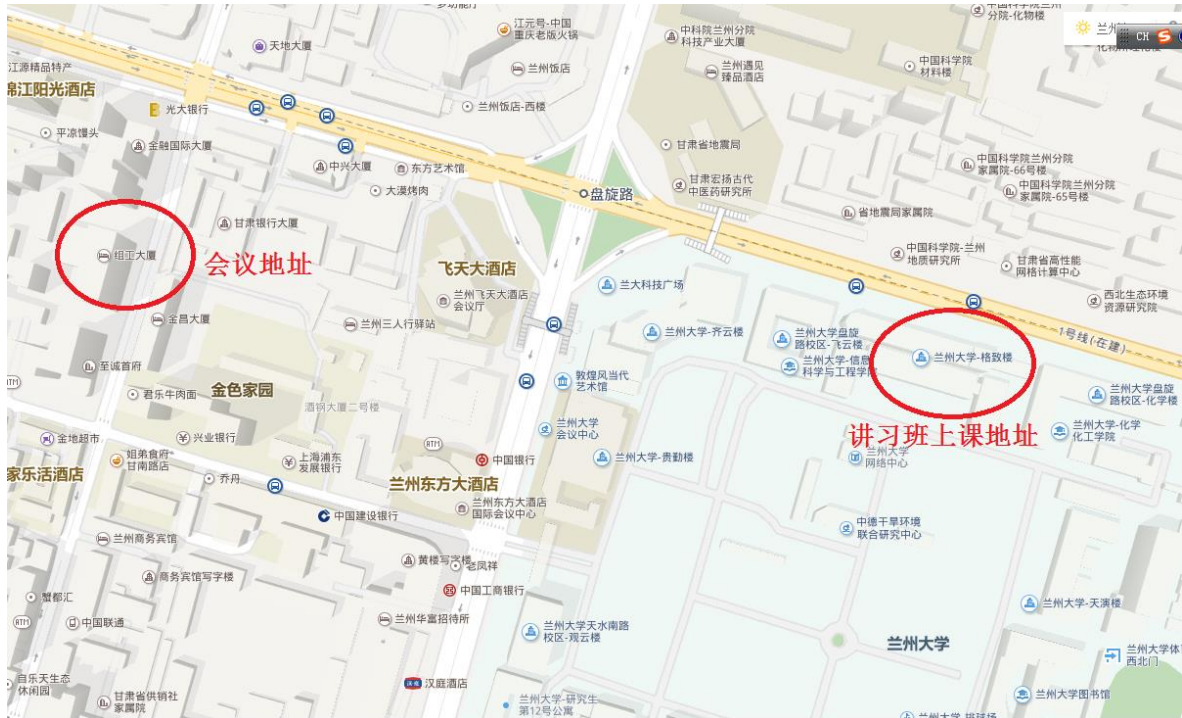 多功能厅
中国科学院兰州
分院-化物楼
江元号-中国
重庆老版火锅
天地大厦
中科院兰州分院
科技产业大厦
CH
兰州饭店
兰州遇见
臻品酒店
中国科学院
材料楼
江源精品特产
锦江阳光酒店
光大银行
兰州饭店-西楼
平凉馒头
金融国际大厦
中兴大厦
东方艺术馆
甘肃省地震局
中国科学院兰州分院
家属院-66号楼
大漠烤肉
盘旋路
甘肃宏扬古代
中医药研究所
中国科学院兰州分院
家属院-65号楼
甘肃银行大厦
省地震局家属院
组工大厦
会议地址
飞天大酒店
中国科学院-兰州
地质研究所
甘肃省高性能
网格计算中心
兰州飞天大酒店
会议厅
兰大科技广场
西北生态环境
资源研究院
金昌大厦
兰州三人行驿站
兰州大学-齐云楼
兰州大学盘旋
路校区-飞云楼
1号线(在建)
兰州大学-格致楼
至诚首府
兰州大学-信息
科学与工程学院
敦煌风当代
艺术馆
君乐牛肉面
金色家园
酒钢大厦二号楼
兰州大学盘旋
路校区-化学楼
讲习班上课地址
金地超市
兴业银行
兰州大学
会议中心
兰州大学-化学
化工学院
ATM
姐弟食府
甘南路店
上海浦东
发展银行
中国银行
兰州大学-贵勤楼
兰州大学
网络中心
家乐活酒店
乔丹
兰州东方大酒店
中国建设银行
兰州东方大酒店
国际会议中心
中德干旱环境
联合研究中心
兰州商务宾馆
黄楼写字楼
老凤祥
商务宾馆写字楼
中国工商银行
蟹都汇
兰州大学-天演楼
ATM
中国联通
兰州华富招待所
兰州大学天水南路
校区-观云楼
兰州大学
兰州大学体
西北门
自乐天生态
休闲园
汉庭酒店
甘肃省供销社
家属院
兰州大学-研究生
第12号公寓
兰州大学图书馆
兰州大学-排球场